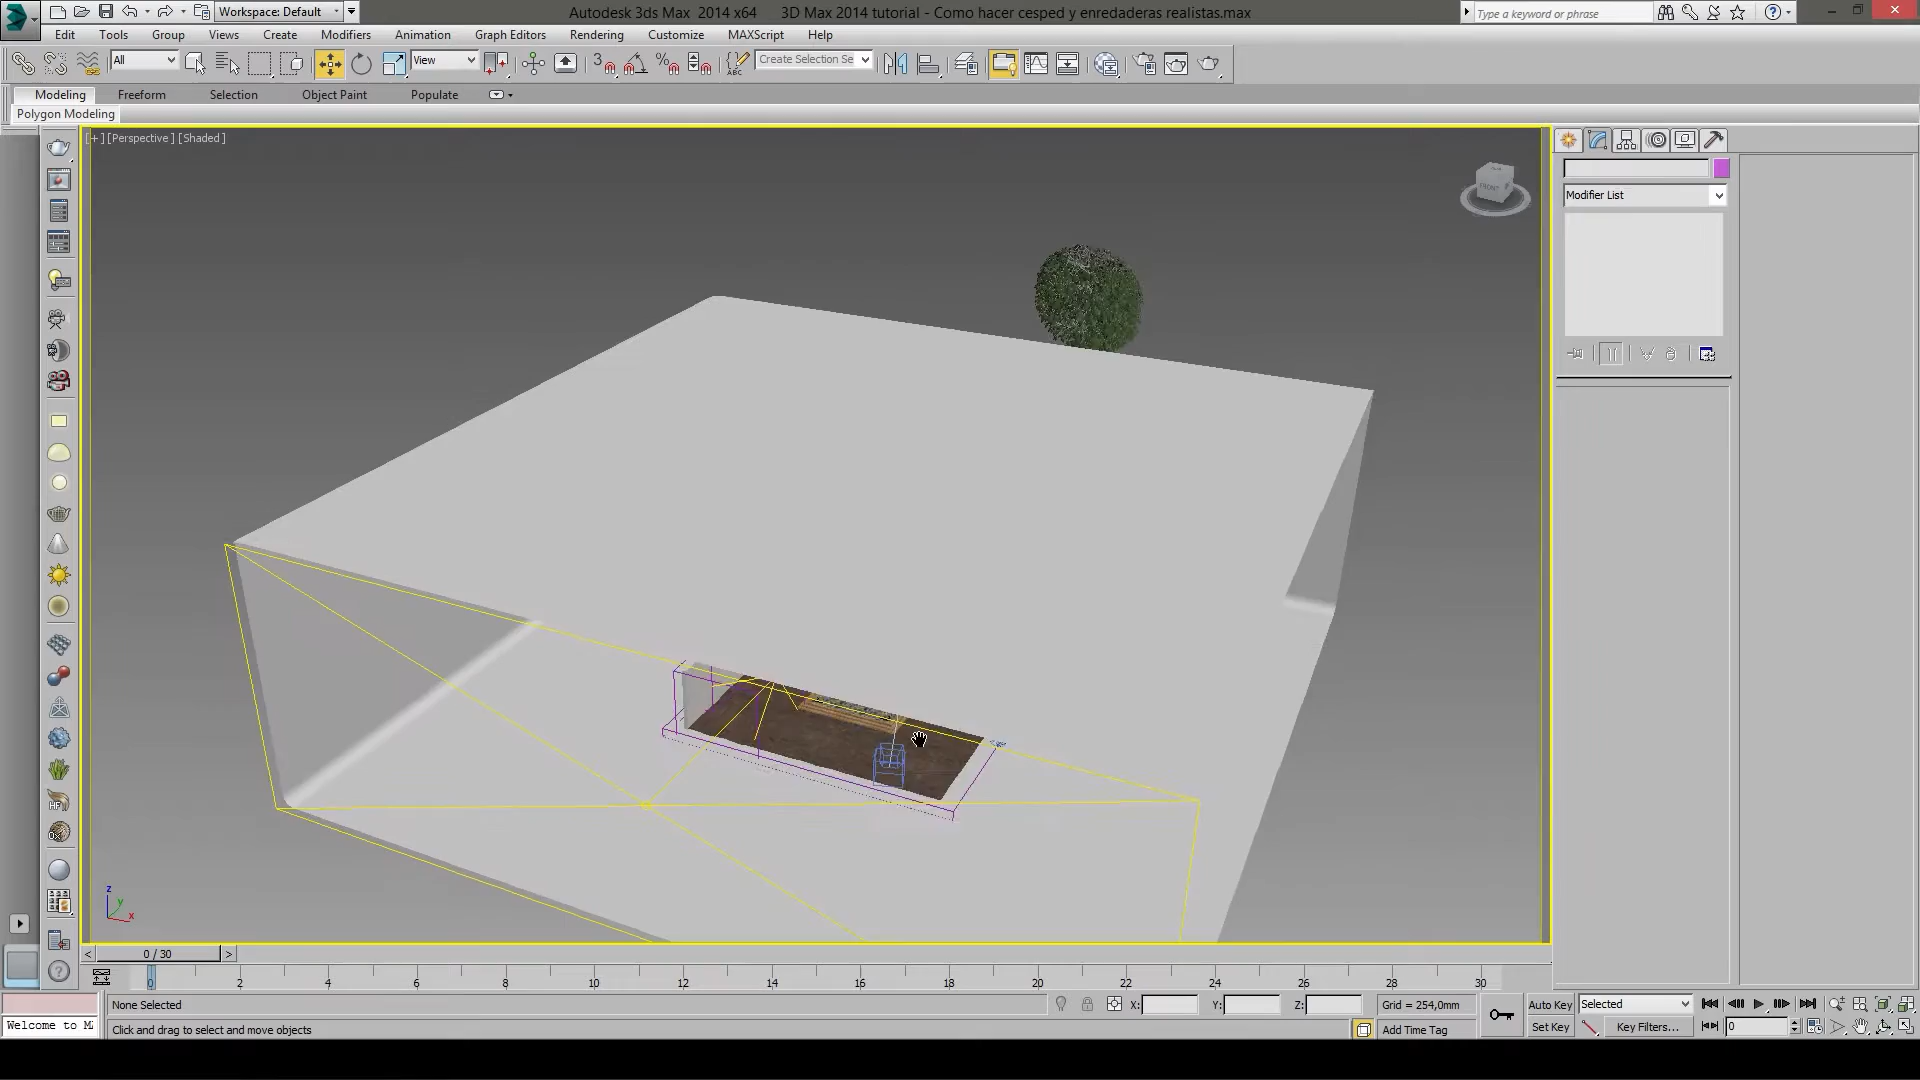 Workspace: Default
Autodesk 3ds Max 2014 x64 3D Max 2014 tutorial - Como hacer cesped y enredaderas realistas.max
Type a keyword or phrase
Edit Tools Group Views Create Modifiers Animation Graph Editors Rendering Customize MAXScript Help
All View 3 ABC Create Selection Se
Modeling Freeform Selection Object Paint Populate
Polygon Modeling
[+] [Perspective] [Shaded]
FRONT
Modifier List
z
y
x
< 0 / 30 >
0 2 4 6 8 10 12 14 16 18 20 22 24 26 28 30
None Selected X: Y: Z: Grid = 254,0mm Auto Key Selected
Welcome to M
Click and drag to select and move objects Add Time Tag Set Key Key Filters... 0